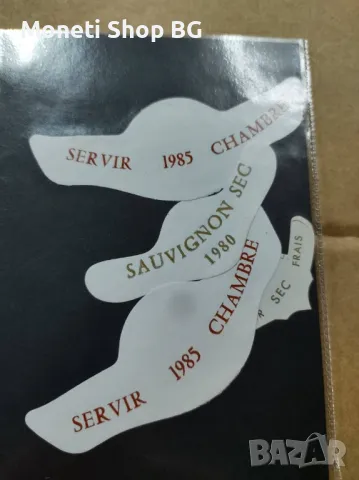 Moneti Shop BG
SERVIR 1985 CHAMBRE
SAUVIGNON SEC
1980
SEC FRAIS
SERVIR 1985 CHAMBRE
BAZAR